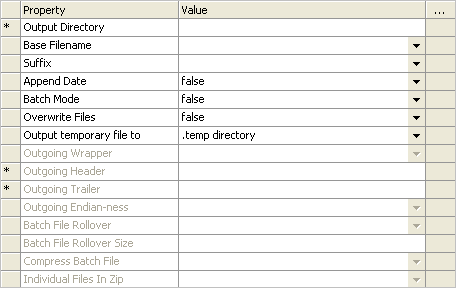 Property Value ...
* Output Directory
Base Filename
Suffix
Append Date false
Batch Mode false
Overwrite Files false
Output temporary file to .temp directory
Outgoing Wrapper
* Outgoing Header
* Outgoing Trailer
Outgoing Endian-ness
Batch File Rollover
Batch File Rollover Size
Compress Batch File
Individual Files In Zip